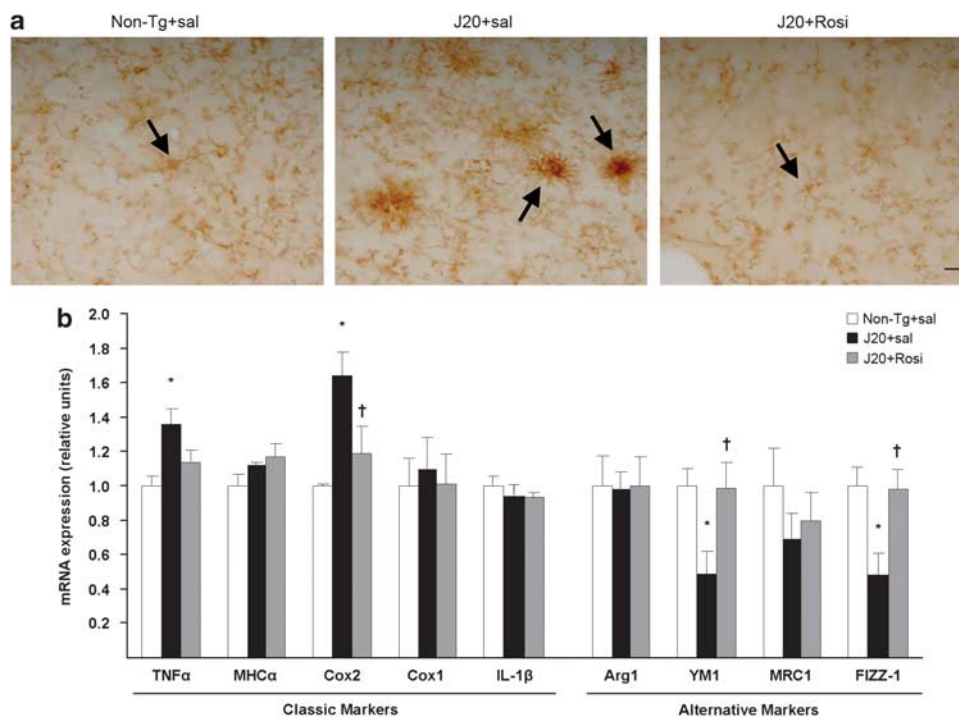 a
Non-Tg+sal J20+sal J20+Rosi
b
mRNA expression (relative units)
2.0
1.8
1.6
1.4
1.2
1.0
0.8
0.6
0.4
0.2
* * † * † * †
Non-Tg+sal
J20+sal
J20+Rosi
TNFα MHCα Cox2 Cox1 IL-1β Arg1 YM1 MRC1 FIZZ-1
Classic Markers Alternative Markers